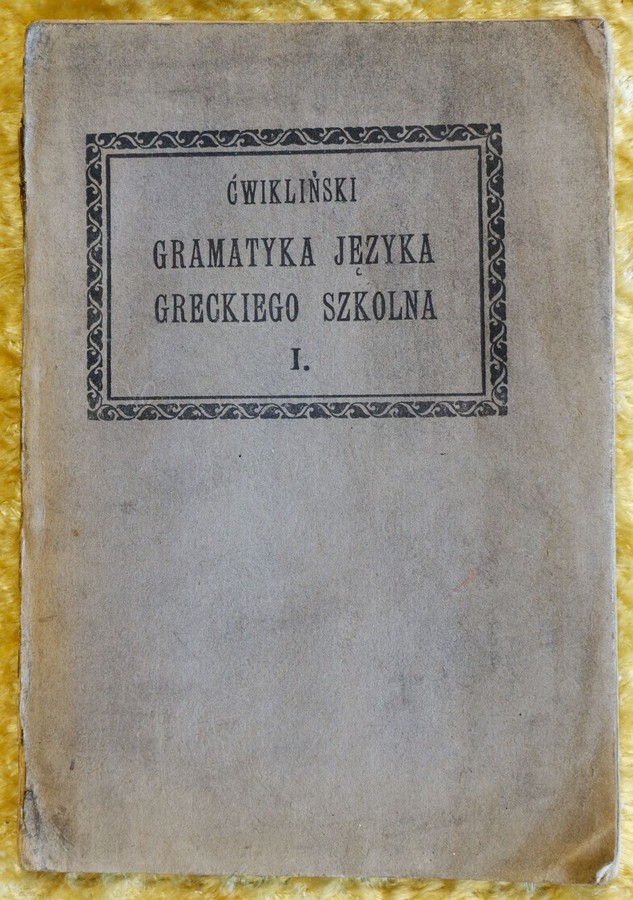 ĆWIKLIŃSKI
GRAMATYKA JĘZYKA
GRECKIEGO SZKOLNA
I.